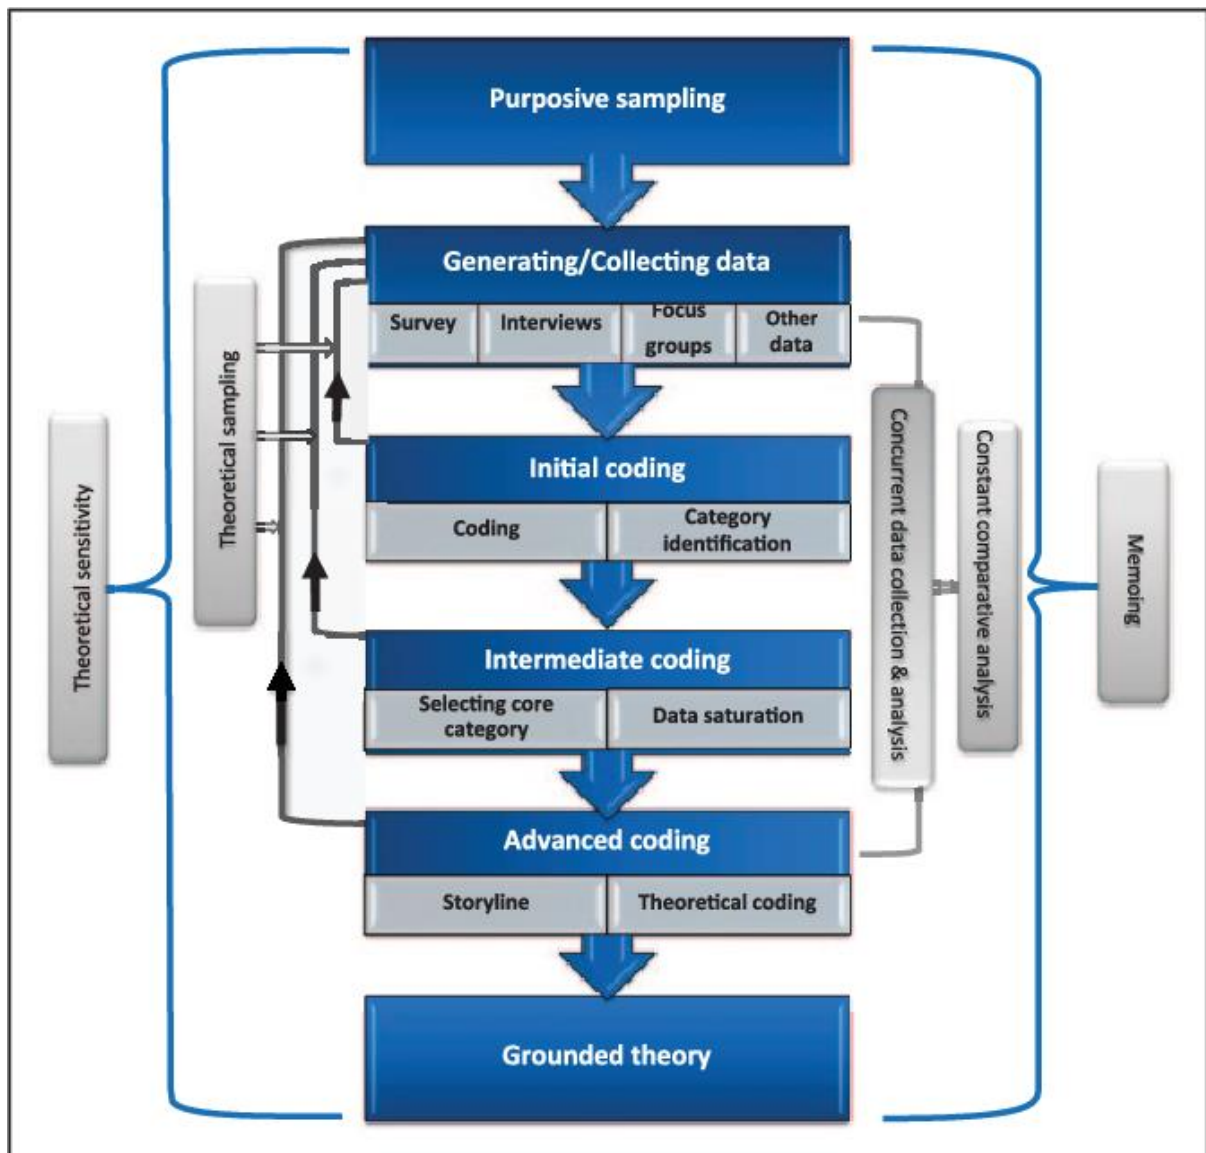 Purposive sampling
Generating/Collecting data
Survey
Interviews
Focus
groups
Other
data
Initial coding
Coding
Category
identification
Intermediate coding
Selecting core
category
Data saturation
Advanced coding
Storyline
Theoretical coding
Grounded theory
Theoretical sensitivity
Theoretical sampling
Concurrent data collection & analysis
Constant comparative analysis
Memoing